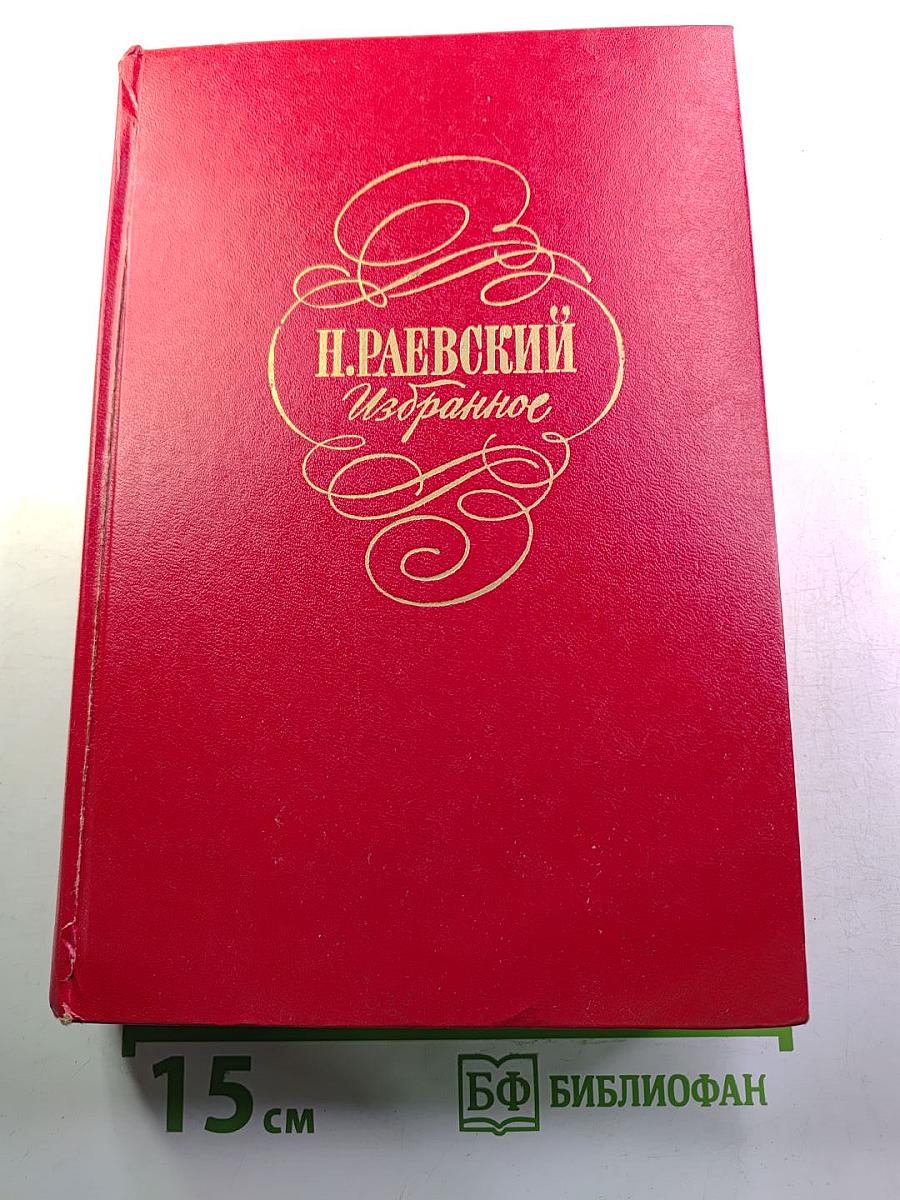 Н.РАЕВСКИЙ
Избранное
15 см
БФ БИБЛИОФАН